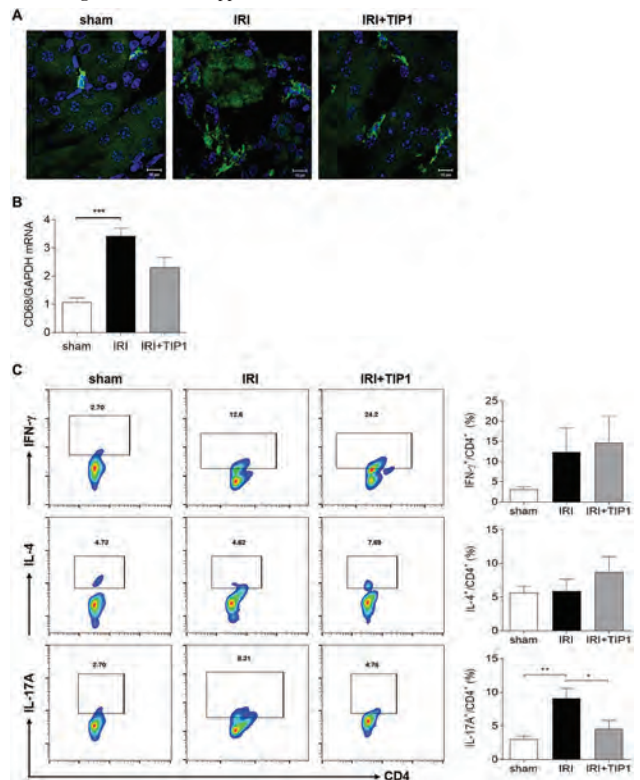 A
sham IRI IRI+TIP1
B
***
CD68/GAPDH mRNA
4
3
2
1
0
sham IRI IRI+TIP1
C
sham IRI IRI+TIP1
IFN-γ
2.70 12.6 24.2
IFN-γ⁺/CD4⁺ (%)
25
20
15
10
5
0
sham IRI IRI+TIP1
IL-4
4.72 4.62 7.65
IL-4⁺/CD4⁺ (%)
15
10
5
0
sham IRI IRI+TIP1
IL-17A
2.70 8.21 4.76
IL-17A⁺/CD4⁺ (%)
15
10
5
0
** *
sham IRI IRI+TIP1
CD4